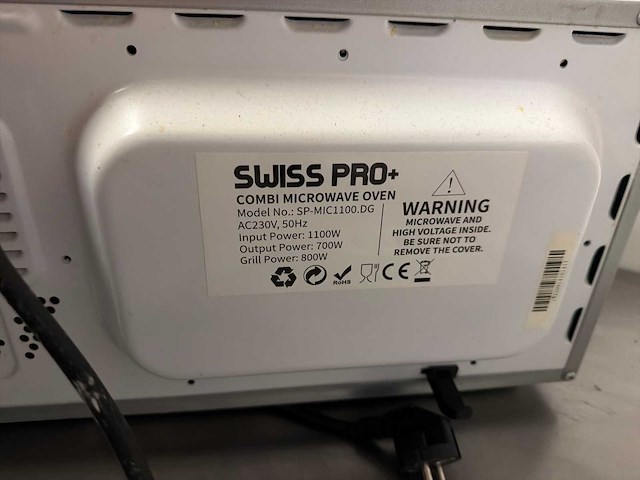 SWISS PRO+
COMBI MICROWAVE OVEN
Model No.: SP-MIC1100.DG
AC230V, 50Hz
Input Power: 1100W
Output Power: 700W
Grill Power: 800W
RoHS
CE
WARNING
MICROWAVE AND
HIGH VOLTAGE INSIDE.
BE SURE NOT TO
REMOVE THE COVER.